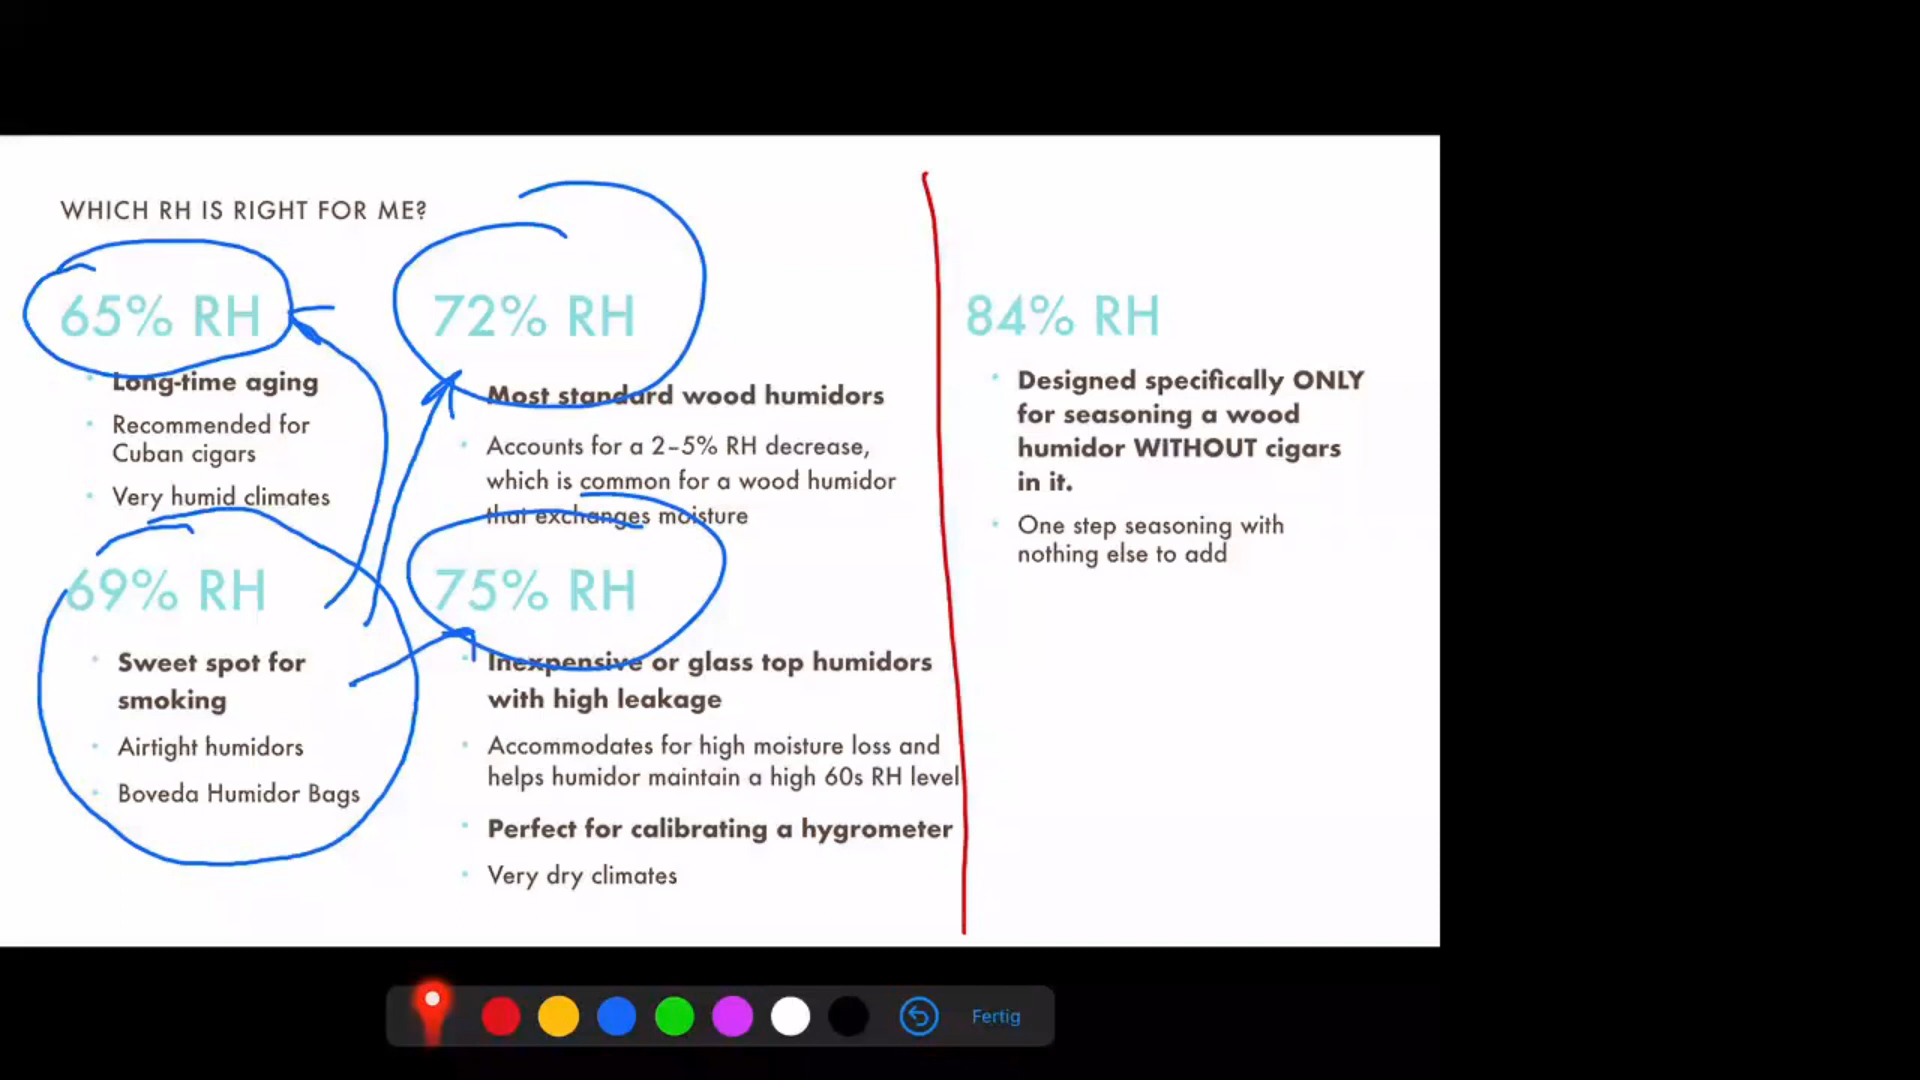 WHICH RH IS RIGHT FOR ME?
65% RH
Long-time aging
Recommended for
Cuban cigars
Very humid climates
69% RH
Sweet spot for
smoking
Airtight humidors
Boveda Humidor Bags
72% RH
Most standard wood humidors
Accounts for a 2–5% RH decrease,
which is common for a wood humidor
that exchanges moisture
75% RH
Inexpensive or glass top humidors
with high leakage
Accommodates for high moisture loss and
helps humidor maintain a high 60s RH level
Perfect for calibrating a hygrometer
Very dry climates
84% RH
Designed specifically ONLY
for seasoning a wood
humidor WITHOUT cigars
in it.
One step seasoning with
nothing else to add
Fertig